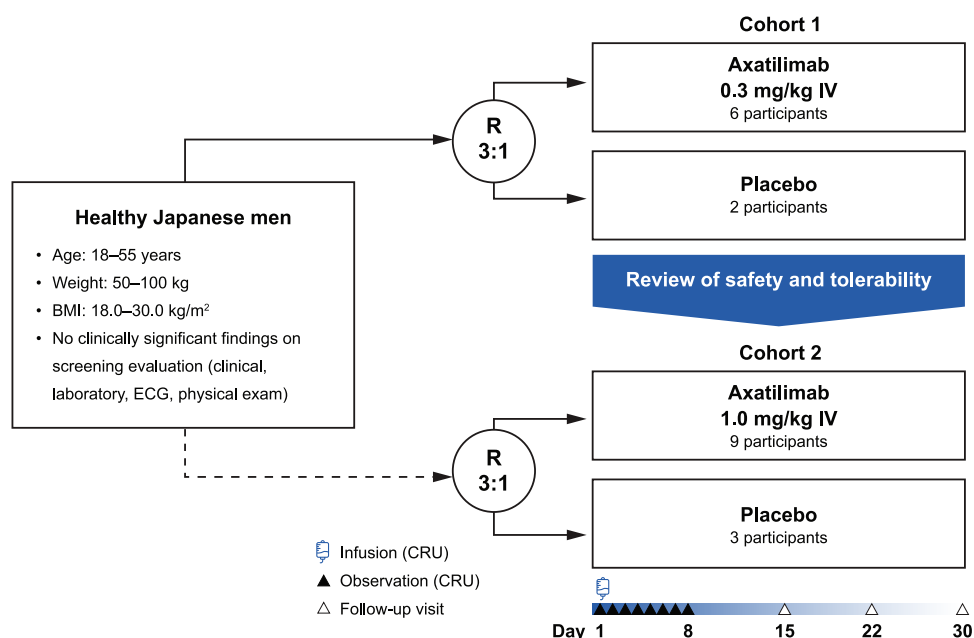 Cohort 1
Axatilimab
0.3 mg/kg IV
6 participants
R
3:1
Placebo
2 participants
Healthy Japanese men
• Age: 18–55 years
• Weight: 50–100 kg
• BMI: 18.0–30.0 kg/m²
• No clinically significant findings on
screening evaluation (clinical,
laboratory, ECG, physical exam)
Review of safety and tolerability
Cohort 2
Axatilimab
1.0 mg/kg IV
9 participants
R
3:1
Placebo
3 participants
Infusion (CRU)
Observation (CRU)
Follow-up visit
Day 1 8 15 22 30